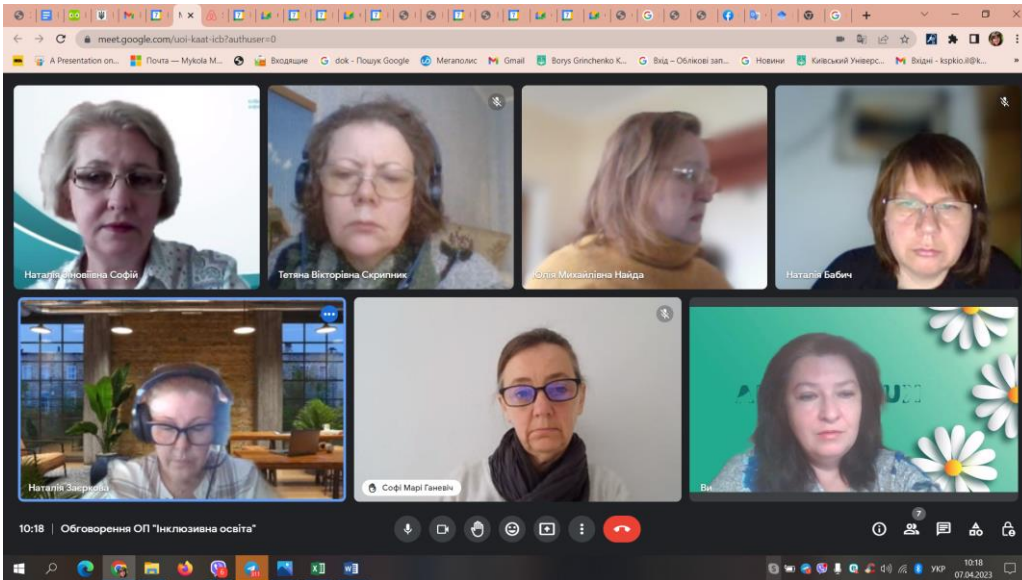 meet.google.com/uoi-kaat-icb?authuser=0
A Presentation on...
Почта — Mykola M...
Входящие
dok - Пошук Google
Мегаполис
Gmail
Borys Grinchenko K...
Вхід – Облікові зап...
Новини
Київський Універс...
Вхідні - kspkio.il@k...
»
Наталія Зіновіївна Софій
Тетяна Вікторівна Скрипник
Юлія Михайлівна Найда
Наталія Бабич
Наталія Заєркова
Софі Марі Ганевіч
Ви
10:18 | Обговорення ОП "Інклюзивна освіта"
7
УКР
10:18
07.04.2023